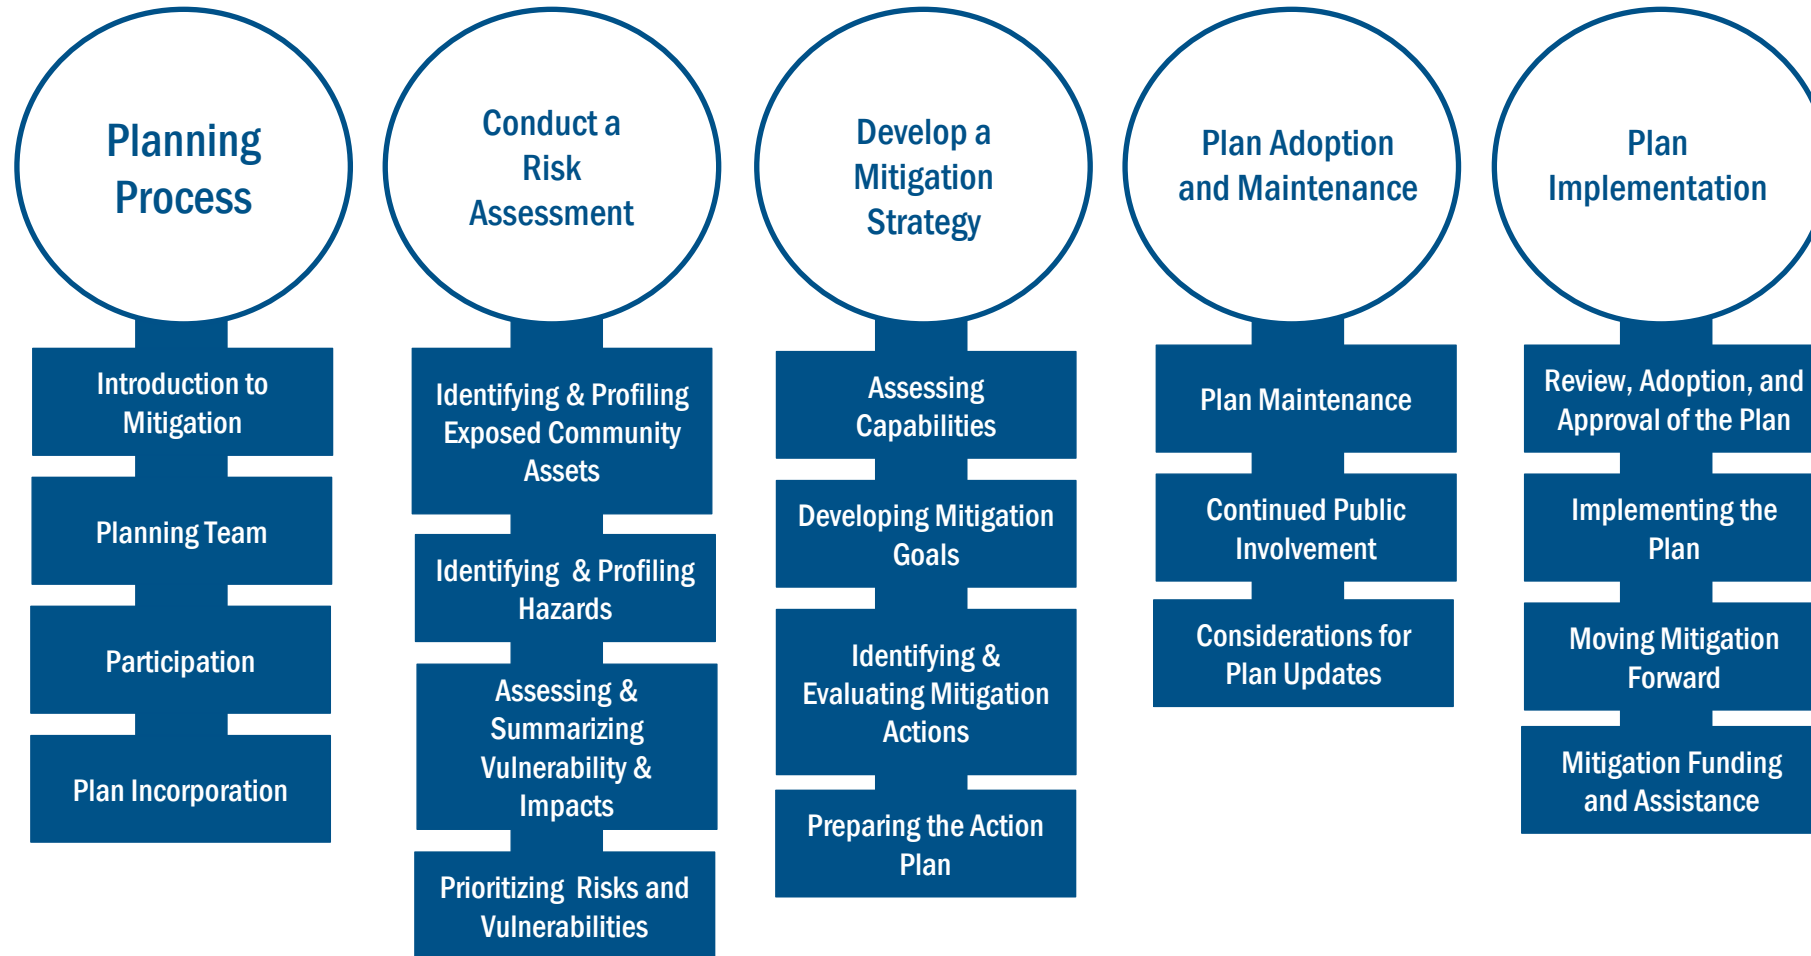 Planning
Process
Introduction to
Mitigation
Planning Team
Participation
Plan Incorporation
Conduct a
Risk
Assessment
Identifying & Profiling
Exposed Community
Assets
Identifying & Profiling
Hazards
Assessing &
Summarizing
Vulnerability &
Impacts
Prioritizing Risks and
Vulnerabilities
Develop a
Mitigation
Strategy
Assessing
Capabilities
Developing Mitigation
Goals
Identifying &
Evaluating Mitigation
Actions
Preparing the Action
Plan
Plan Adoption
and Maintenance
Plan Maintenance
Continued Public
Involvement
Considerations for
Plan Updates
Plan
Implementation
Review, Adoption, and
Approval of the Plan
Implementing the
Plan
Moving Mitigation
Forward
Mitigation Funding
and Assistance